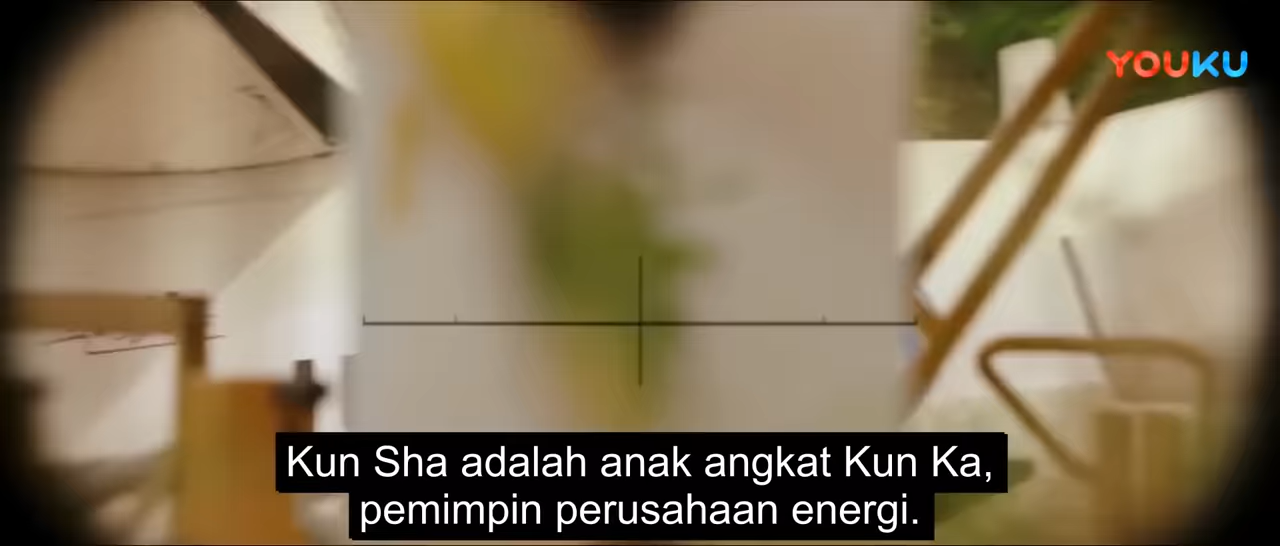 YOUKU
Kun Sha adalah anak angkat Kun Ka,
pemimpin perusahaan energi.